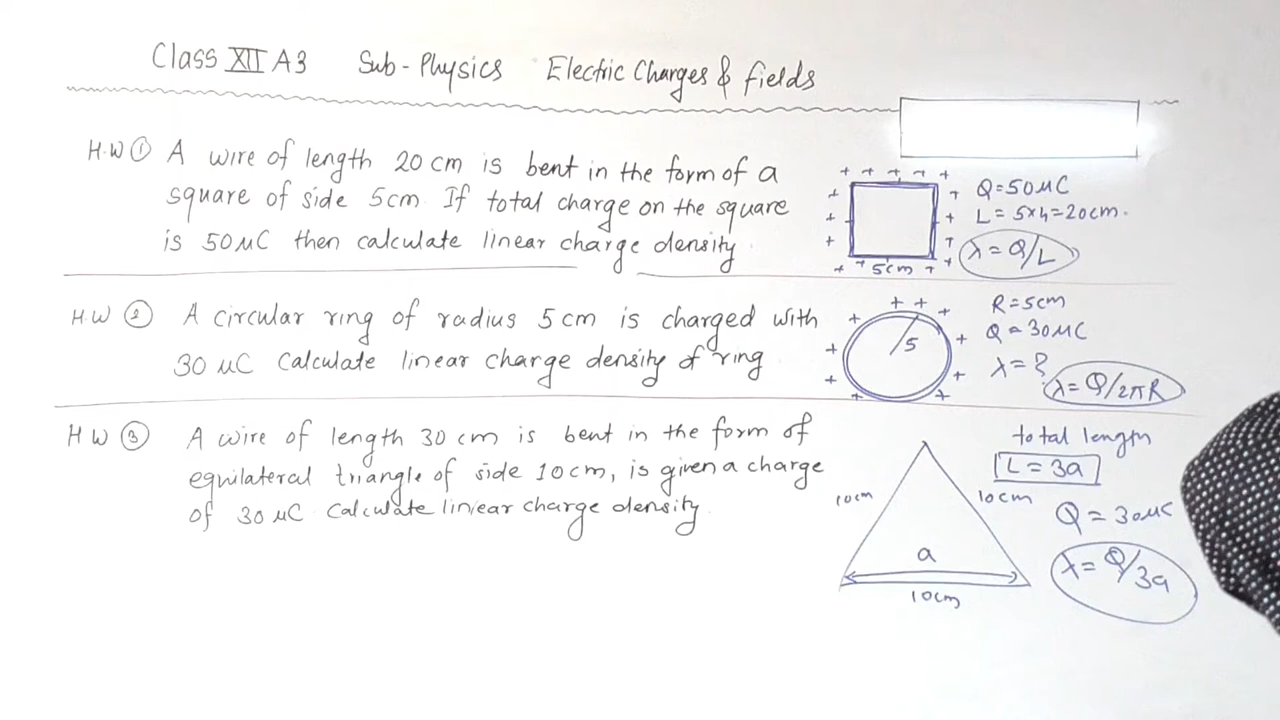 Class XII A3 Sub-Physics Electric Charges & fields
H.W ① A wire of length 20 cm is bent in the form of a
square of side 5cm. If total charge on the square
is 50 μC then calculate linear charge density
+ + + + +
+ +
+ +
+ +
+ + + +
5cm
Q=50μC
L=5×4=20cm.
λ=Q/L
H.W ② A circular ring of radius 5 cm is charged with
30 μC Calculate linear charge density of ring
+ + +
+ +
+ +
+ +
+
5
R=5cm
Q=30μC
λ=?
λ=Q/2πR
H W ③ A wire of length 30 cm is bent in the form of
equilateral triangle of side 10cm, is given a charge
of 30 μC. Calculate linear charge density
10cm
10cm
a
10cm
total length
L=3a
Q=30μC
λ=Q/3a